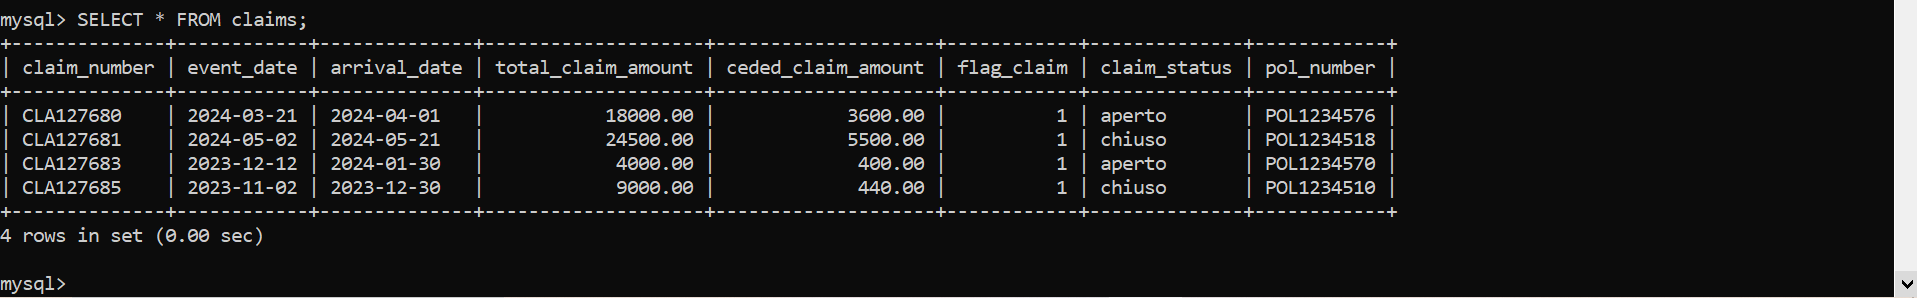 mysql> SELECT * FROM claims;
+--------------+------------+--------------+--------------------+--------------------+------------+--------------+------------+
| claim_number | event_date | arrival_date | total_claim_amount | ceded_claim_amount | flag_claim | claim_status | pol_number |
+--------------+------------+--------------+--------------------+--------------------+------------+--------------+------------+
| CLA127680    | 2024-03-21 | 2024-04-01   |           18000.00 |            3600.00 |          1 | aperto       | POL1234576 |
| CLA127681    | 2024-05-02 | 2024-05-21   |           24500.00 |            5500.00 |          1 | chiuso       | POL1234518 |
| CLA127683    | 2023-12-12 | 2024-01-30   |            4000.00 |             400.00 |          1 | aperto       | POL1234570 |
| CLA127685    | 2023-11-02 | 2023-12-30   |            9000.00 |             440.00 |          1 | chiuso       | POL1234510 |
+--------------+------------+--------------+--------------------+--------------------+------------+--------------+------------+
4 rows in set (0.00 sec)
mysql>